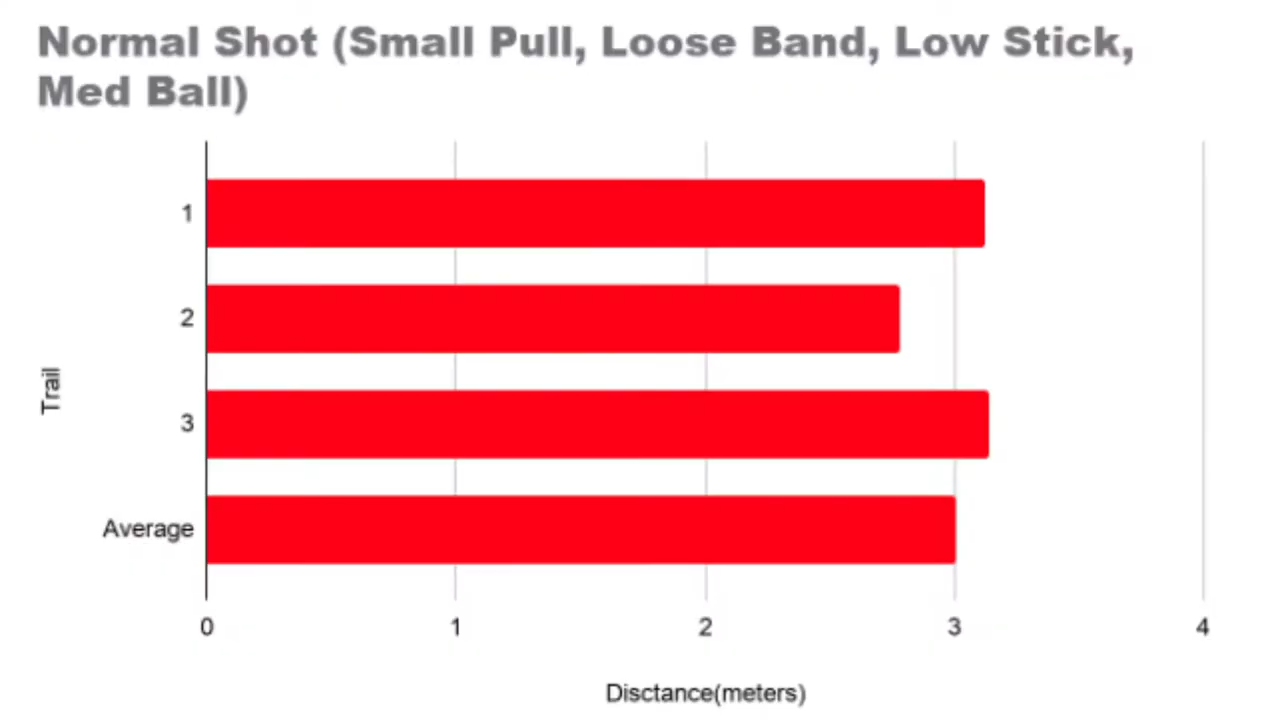 Normal Shot (Small Pull, Loose Band, Low Stick,
Med Ball)
1
2
3
Average
Trail
0 1 2 3 4
Disctance(meters)